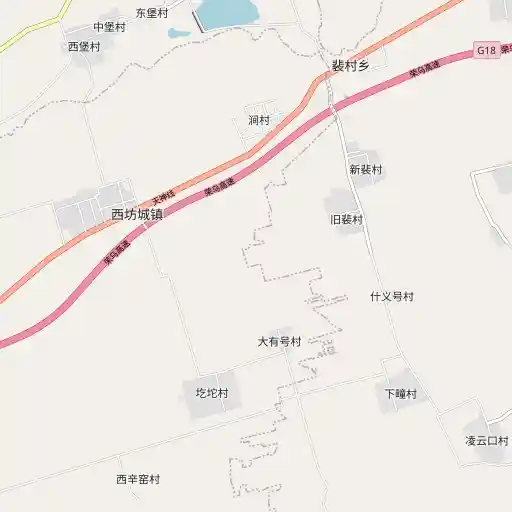 东堡村
中堡村
西堡村
裴村乡
G18
荣乌高速
涧村
新裴村
荣乌高速
天神线
西坊城镇
旧裴村
荣乌高速
什义号村
大有号村
圪坨村
下疃村
凌云口村
西辛窑村